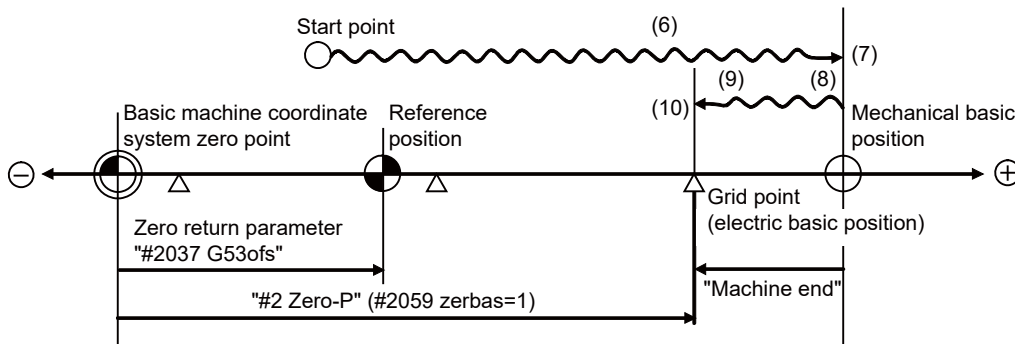 Start point
(6)
(7)
(9)
(8)
(10)
Basic machine coordinate
system zero point
Reference
position
Mechanical basic
position
−
+
Grid point
(electric basic position)
Zero return parameter
"#2037 G53ofs"
"#2 Zero-P" (#2059 zerbas=1)
"Machine end"